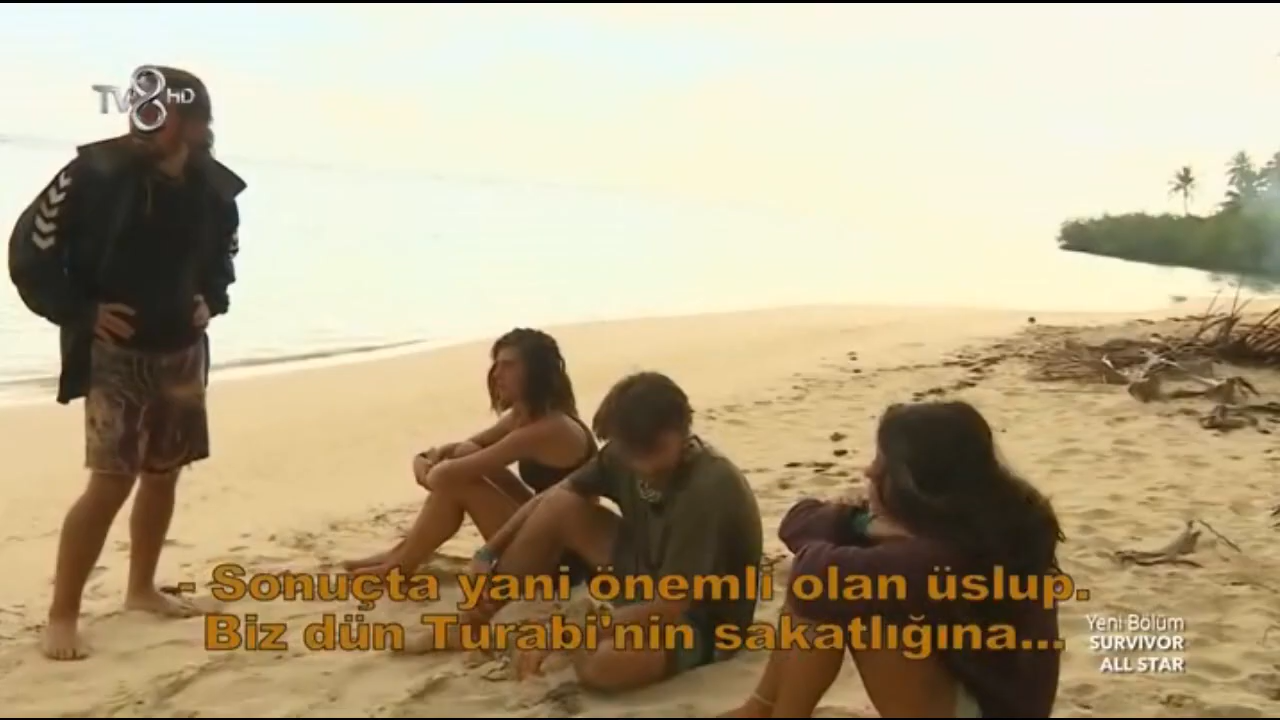 TV8 HD
- Sonuçta yani önemli olan üslup.
Biz dün Turabi'nin sakatlığına...
Yeni Bölüm
SURVIVOR
ALL STAR